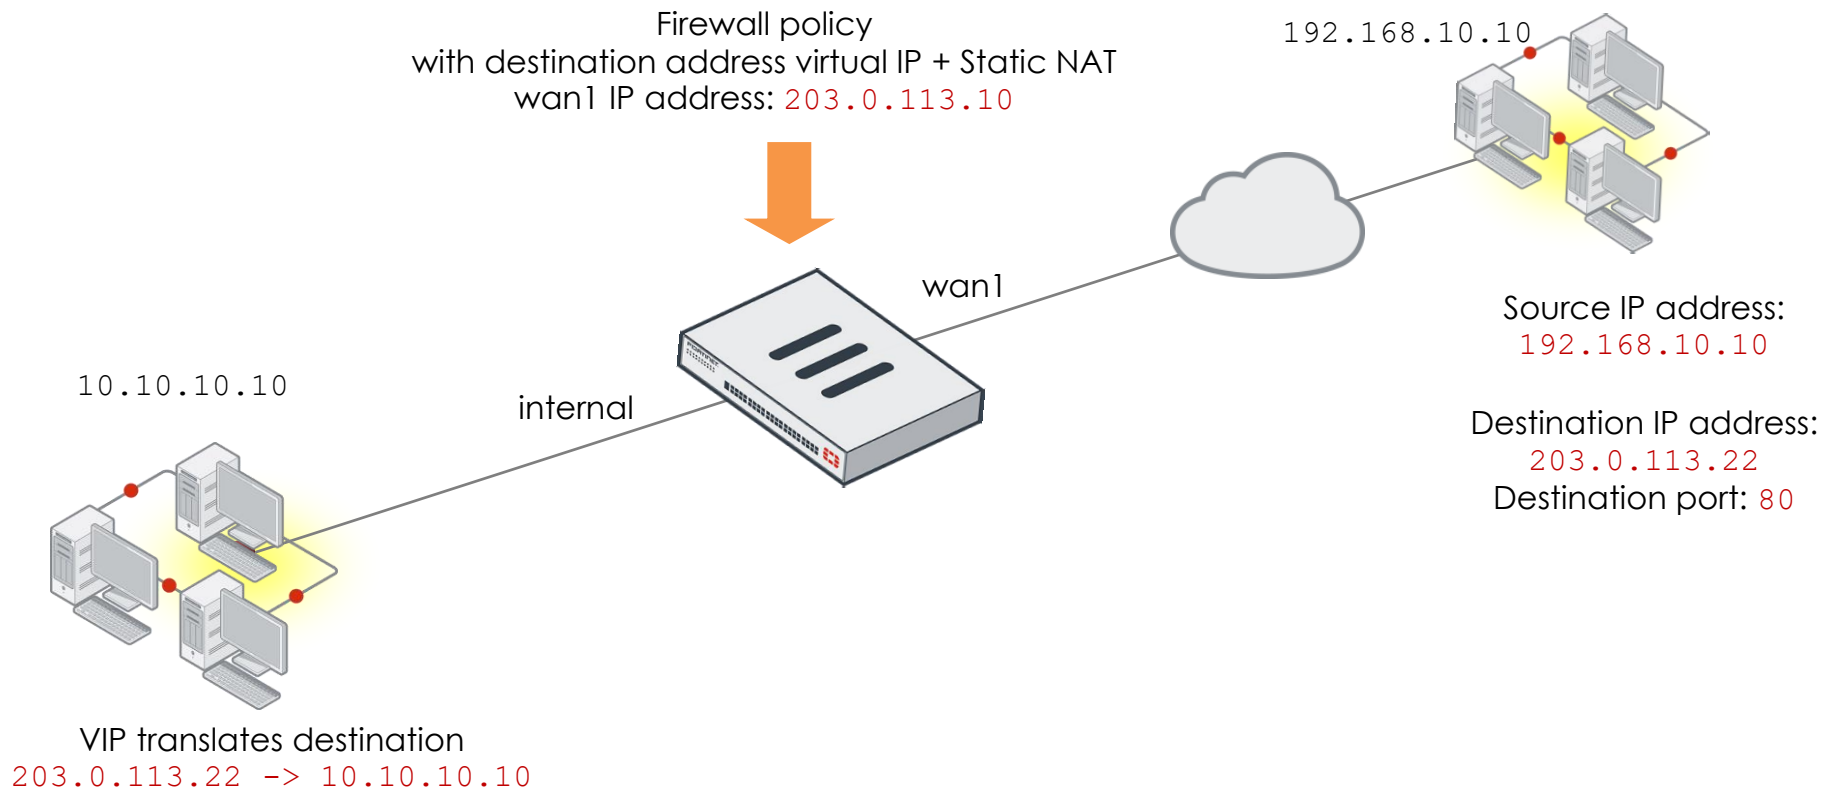 Firewall policy
with destination address virtual IP + Static NAT
wan1 IP address: 203.0.113.10
192.168.10.10
wan1
Source IP address:
192.168.10.10
10.10.10.10
internal
Destination IP address:
203.0.113.22
Destination port: 80
FORTINET
VIP translates destination
203.0.113.22 -> 10.10.10.10